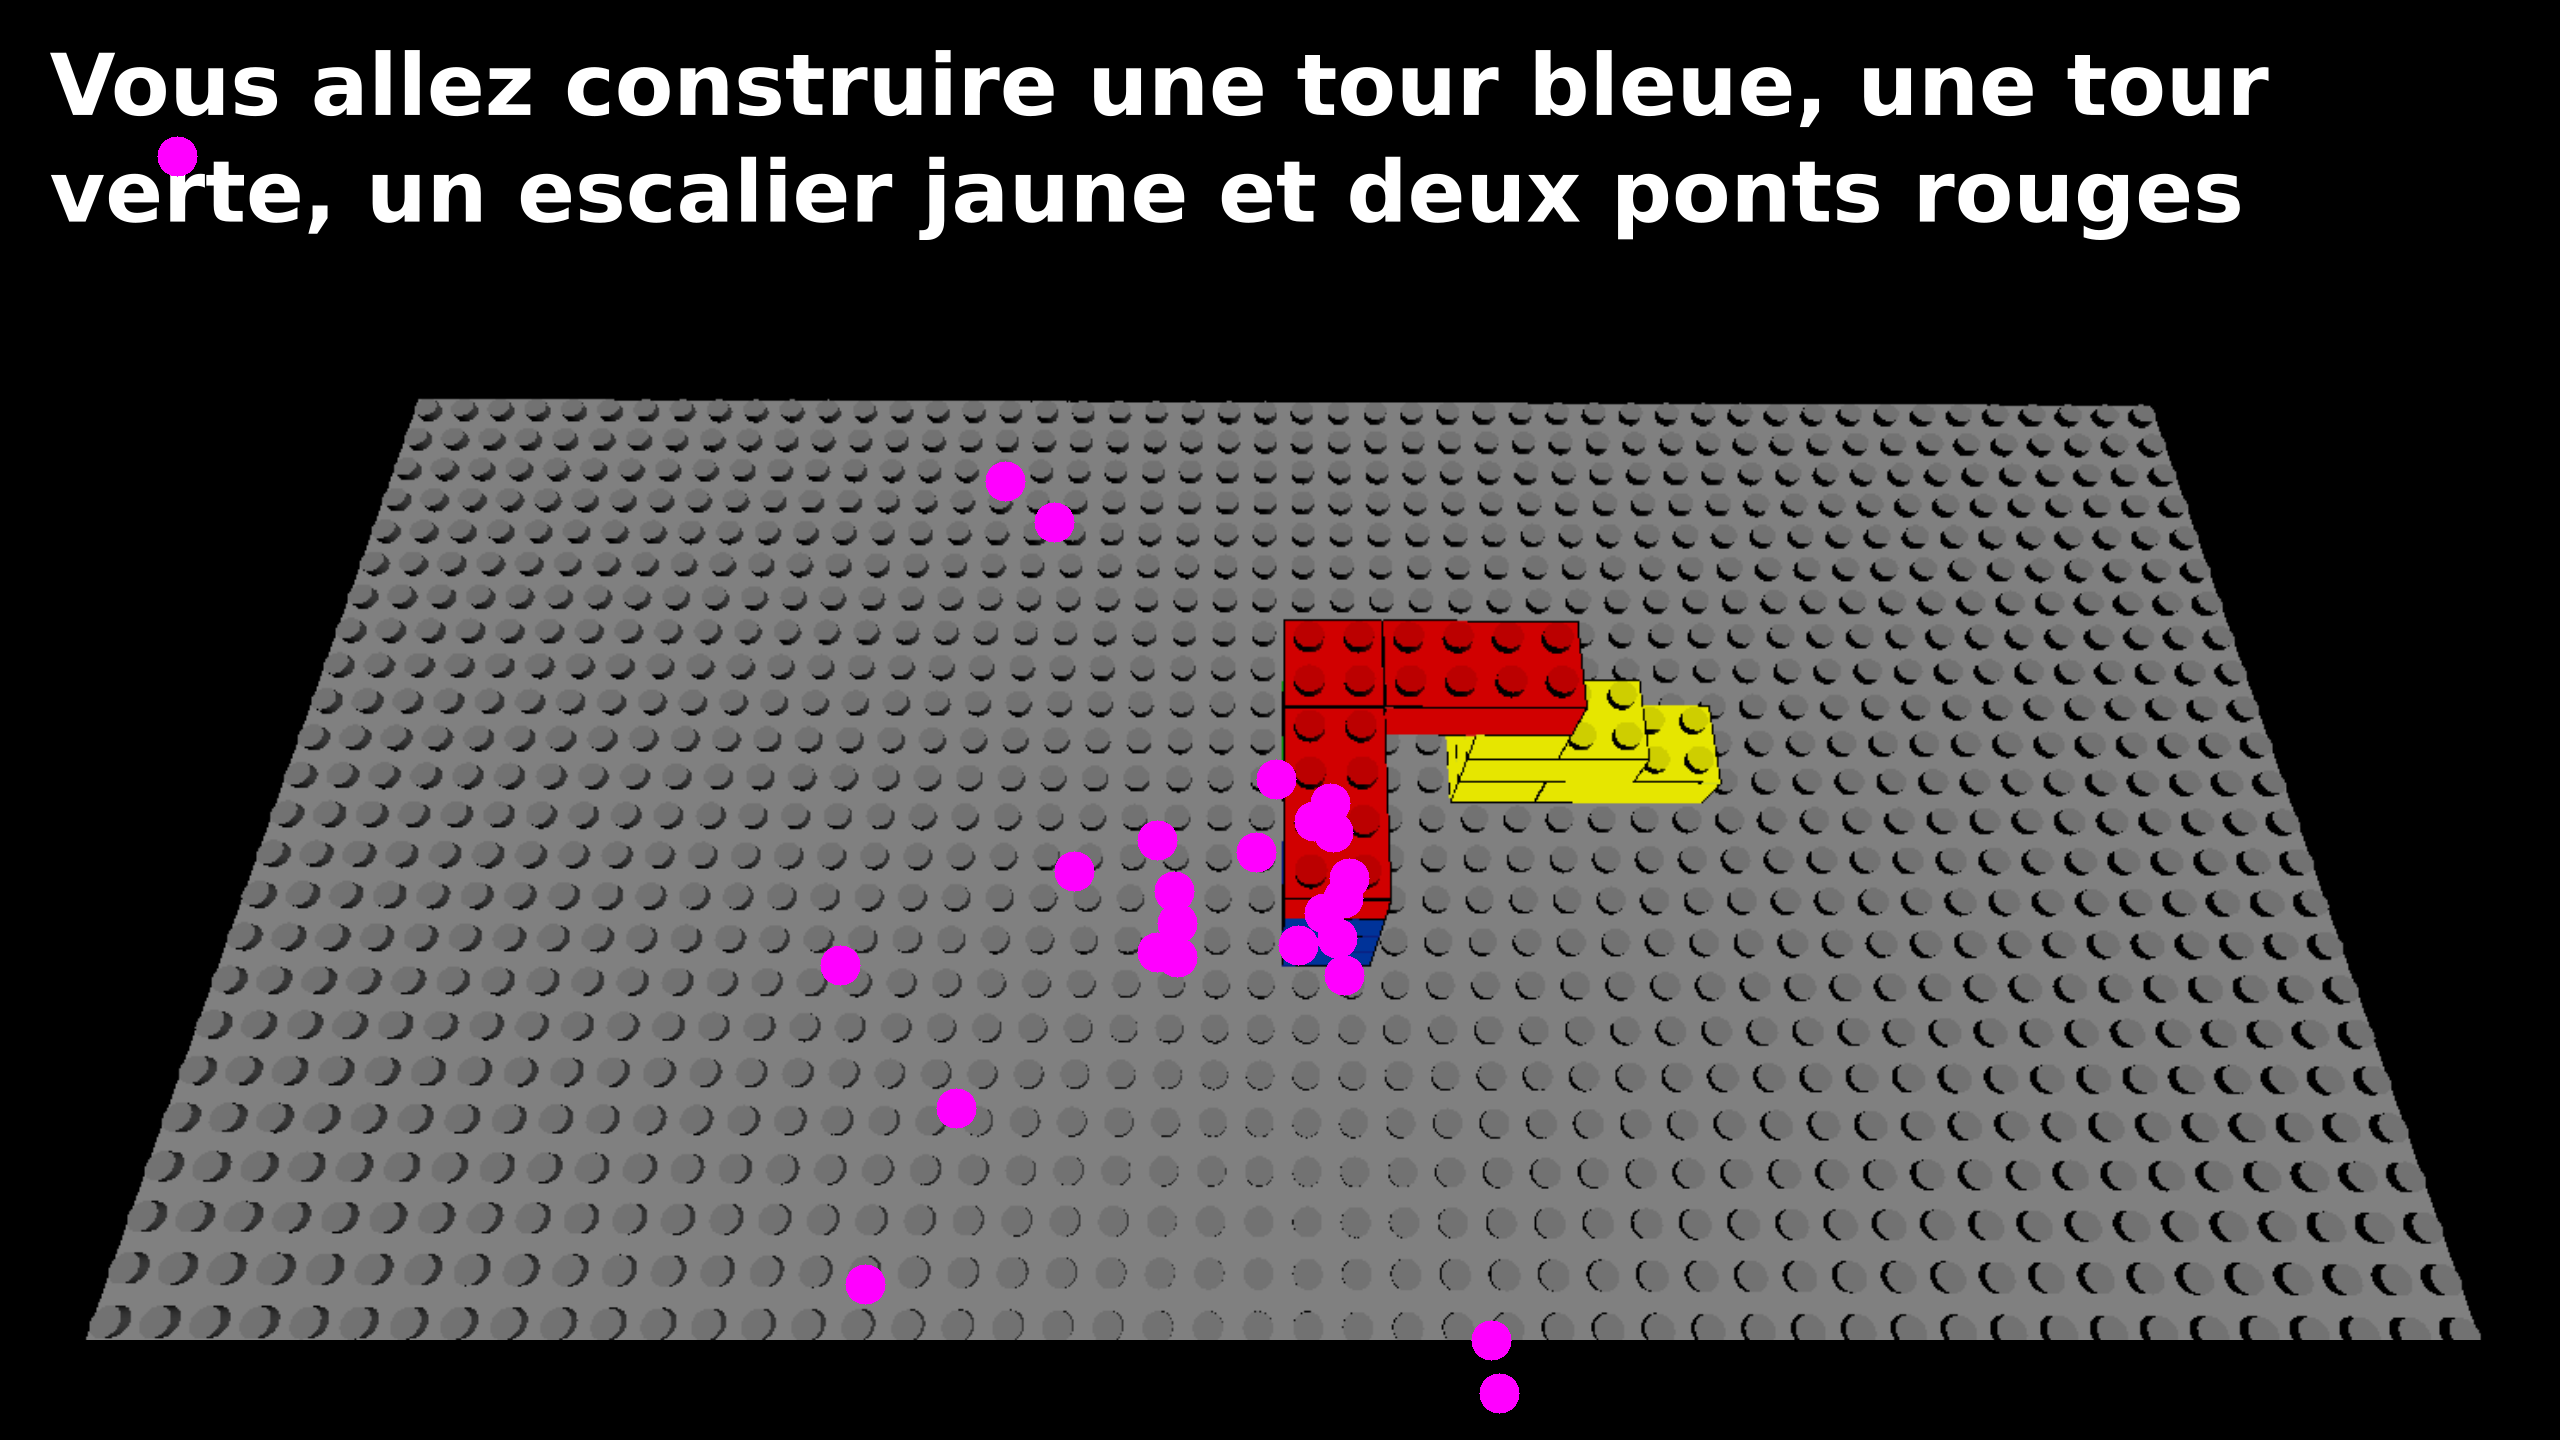 Vous allez construire une tour bleue, une tour
verte, un escalier jaune et deux ponts rouges